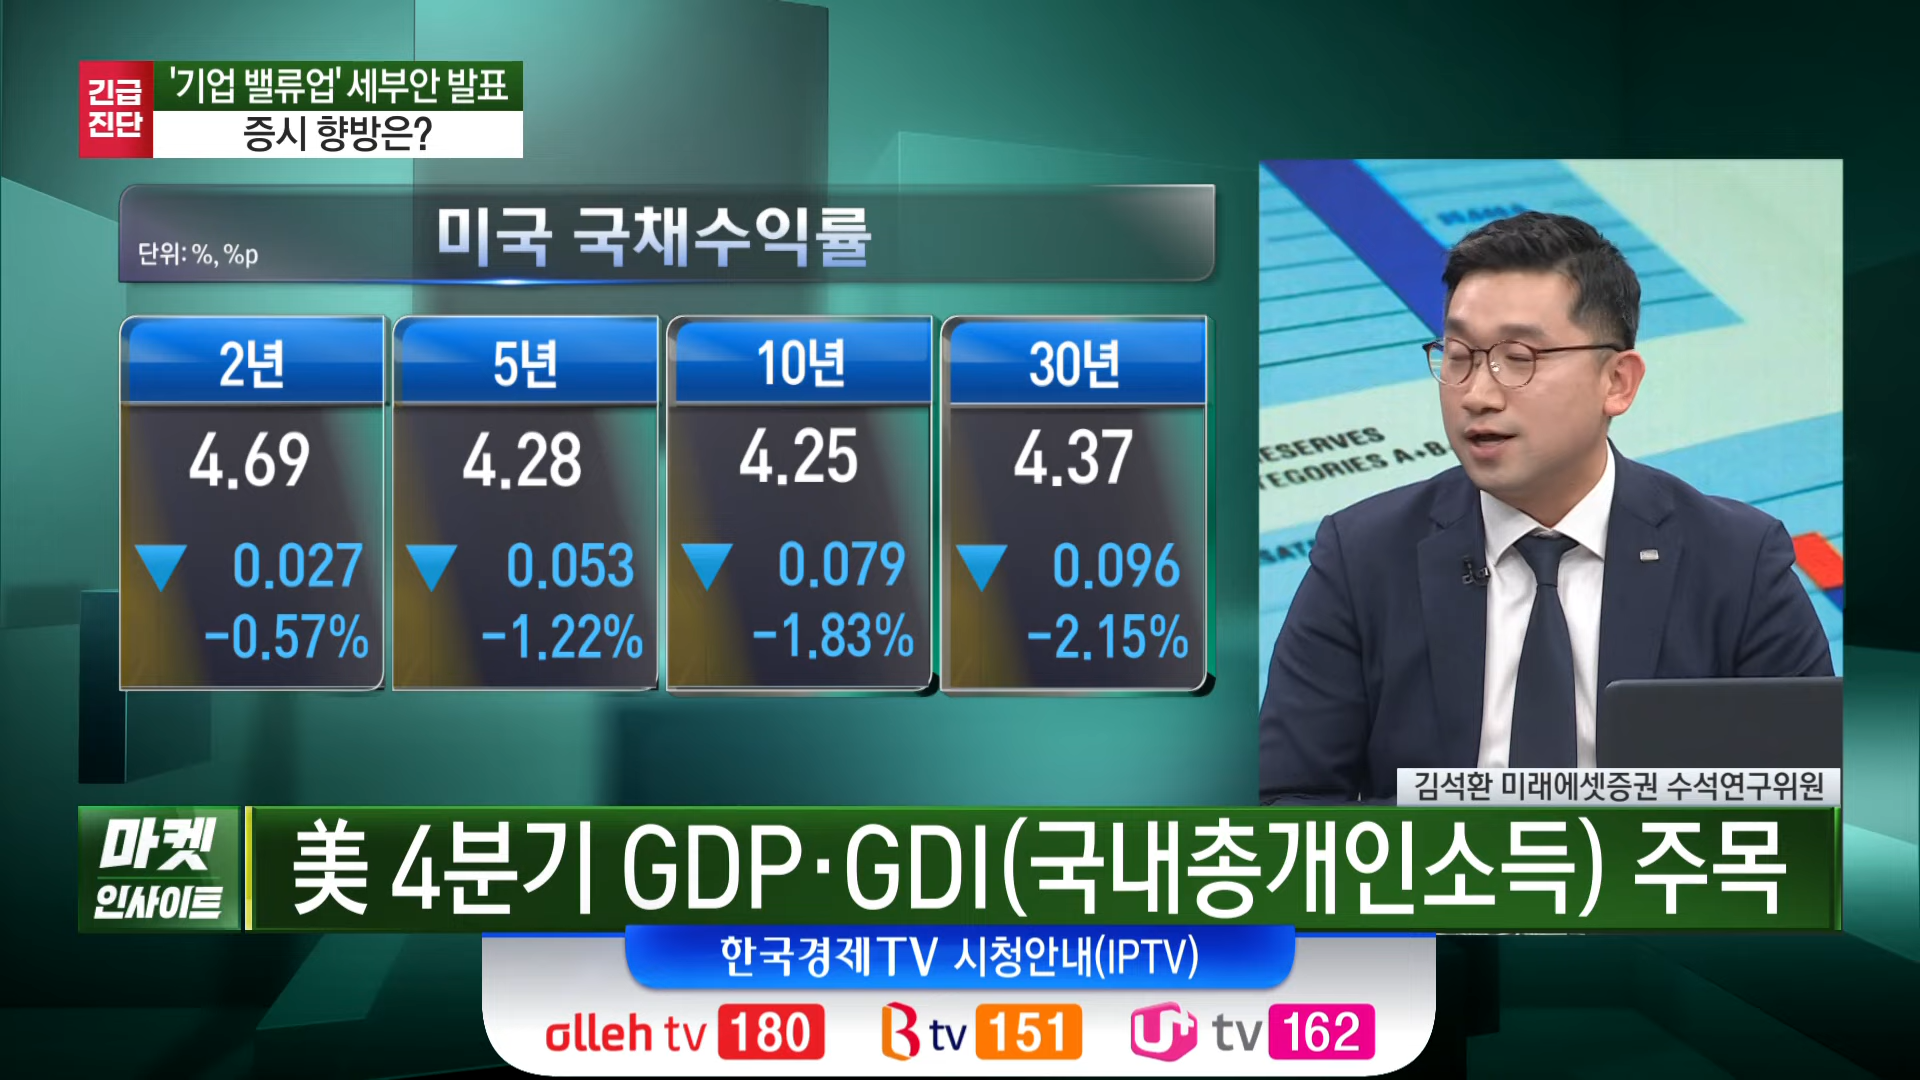 긴급
진단
'기업 밸류업' 세부안 발표
증시 향방은?
미국 국채수익률
단위: %, %p
2년
4.69
▼ 0.027
-0.57%
5년
4.28
▼ 0.053
-1.22%
10년
4.25
▼ 0.079
-1.83%
30년
4.37
▼ 0.096
-2.15%
ESERVES
TEGORIES A+B
김석환 미래에셋증권 수석연구위원
마켓
인사이트
美 4분기 GDP·GDI(국내총개인소득) 주목
한국경제TV 시청안내(IPTV)
olleh tv 180
B tv 151
U+ tv 162